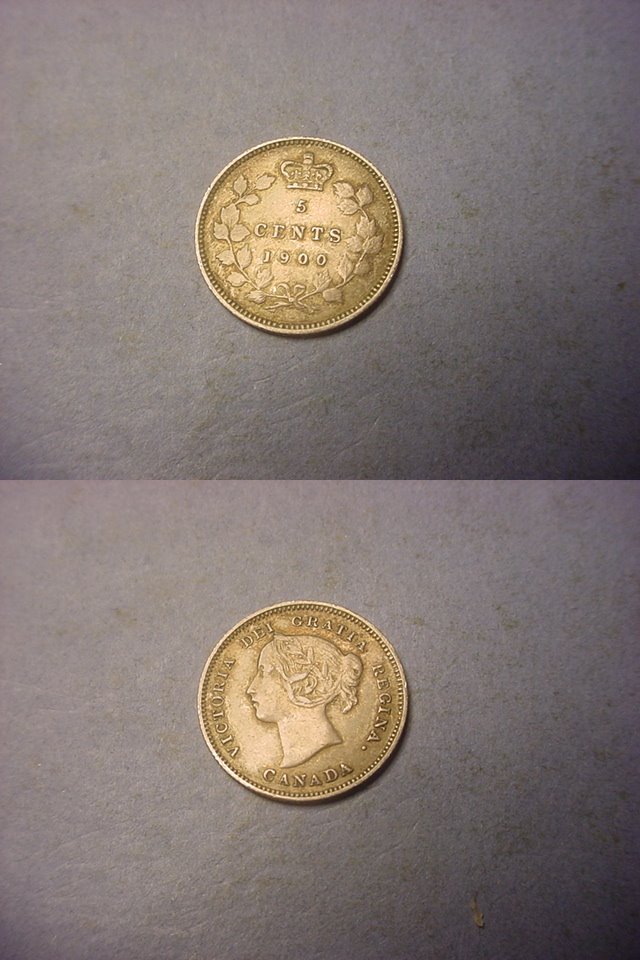 5
CENTS
1900
VICTORIA DEI GRATIA REGINA.
CANADA